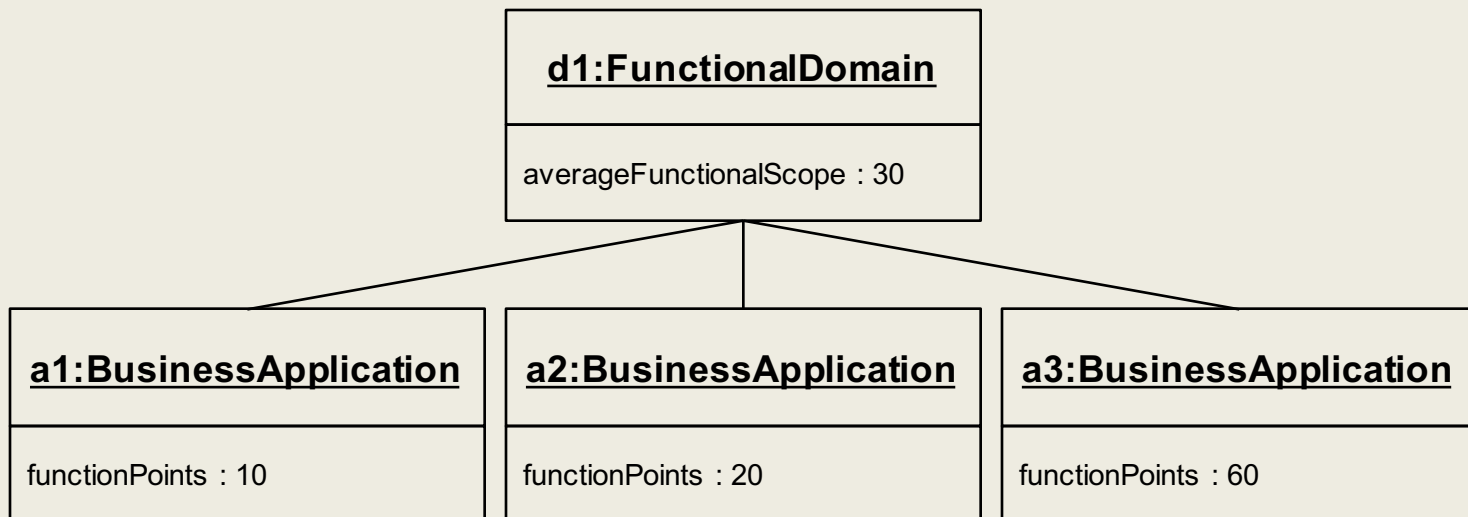 d1:FunctionalDomain
averageFunctionalScope : 30
a1:BusinessApplication
functionPoints : 10
a2:BusinessApplication
functionPoints : 20
a3:BusinessApplication
functionPoints : 60